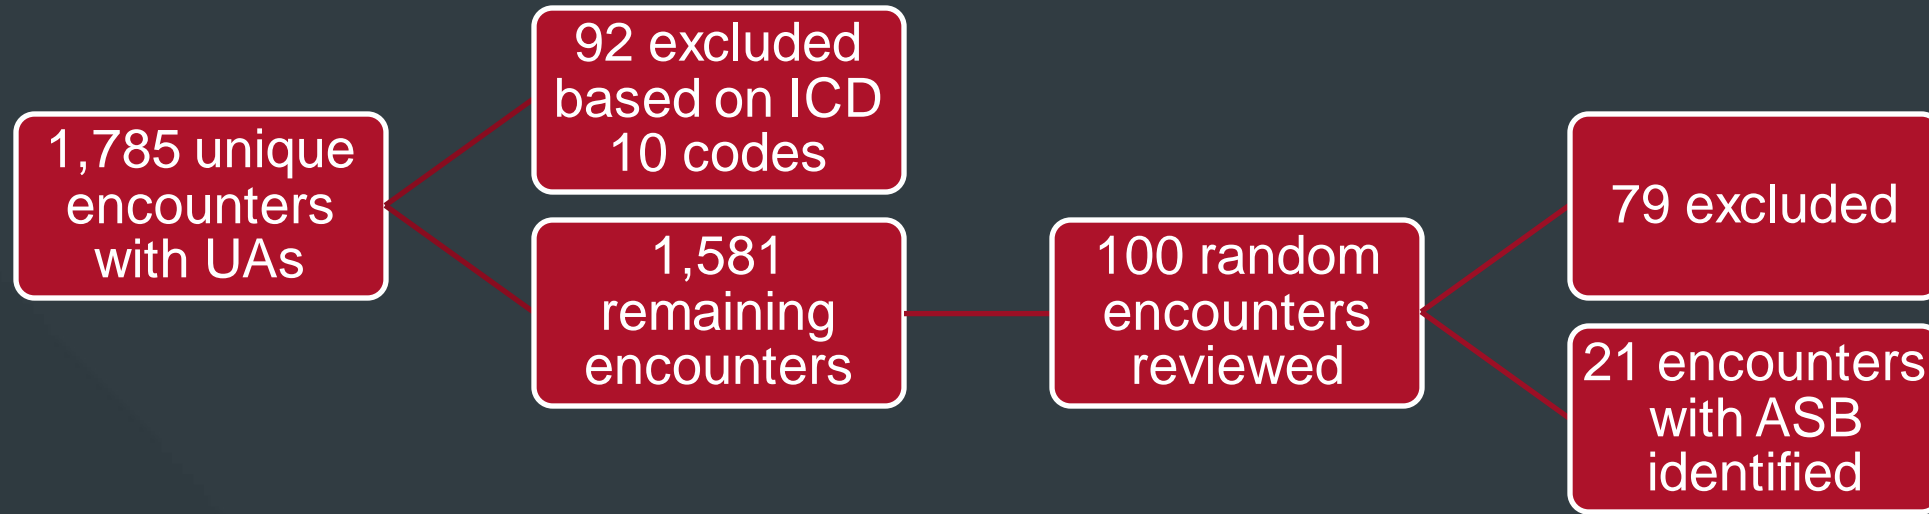 1,785 unique
encounters
with UAs
92 excluded
based on ICD
10 codes
1,581
remaining
encounters
100 random
encounters
reviewed
79 excluded
21 encounters
with ASB
identified